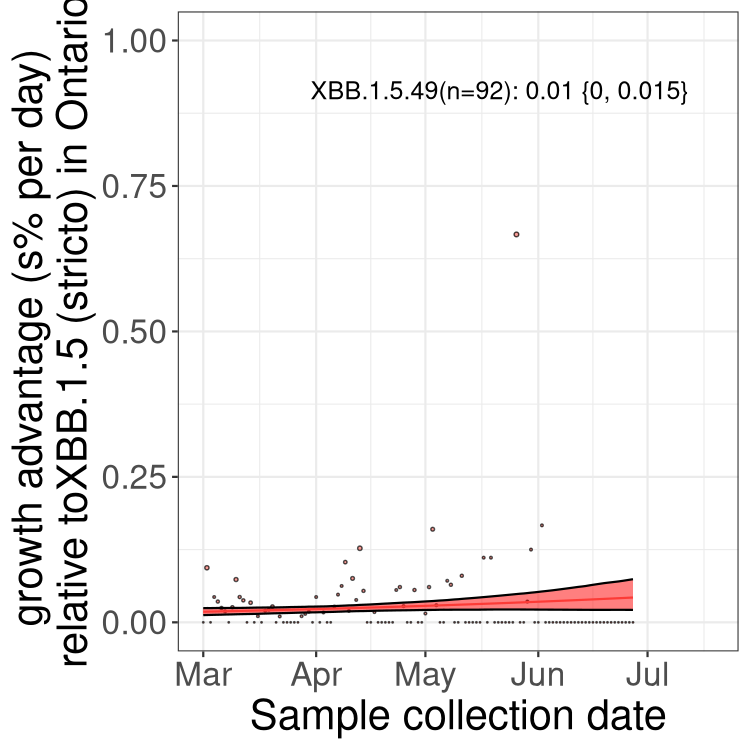 growth advantage (s% per day)
relative toXBB.1.5 (stricto) in Ontario
1.00
0.75
0.50
0.25
0.00
XBB.1.5.49(n=92): 0.01 {0, 0.015}
Mar Apr May Jun Jul
Sample collection date